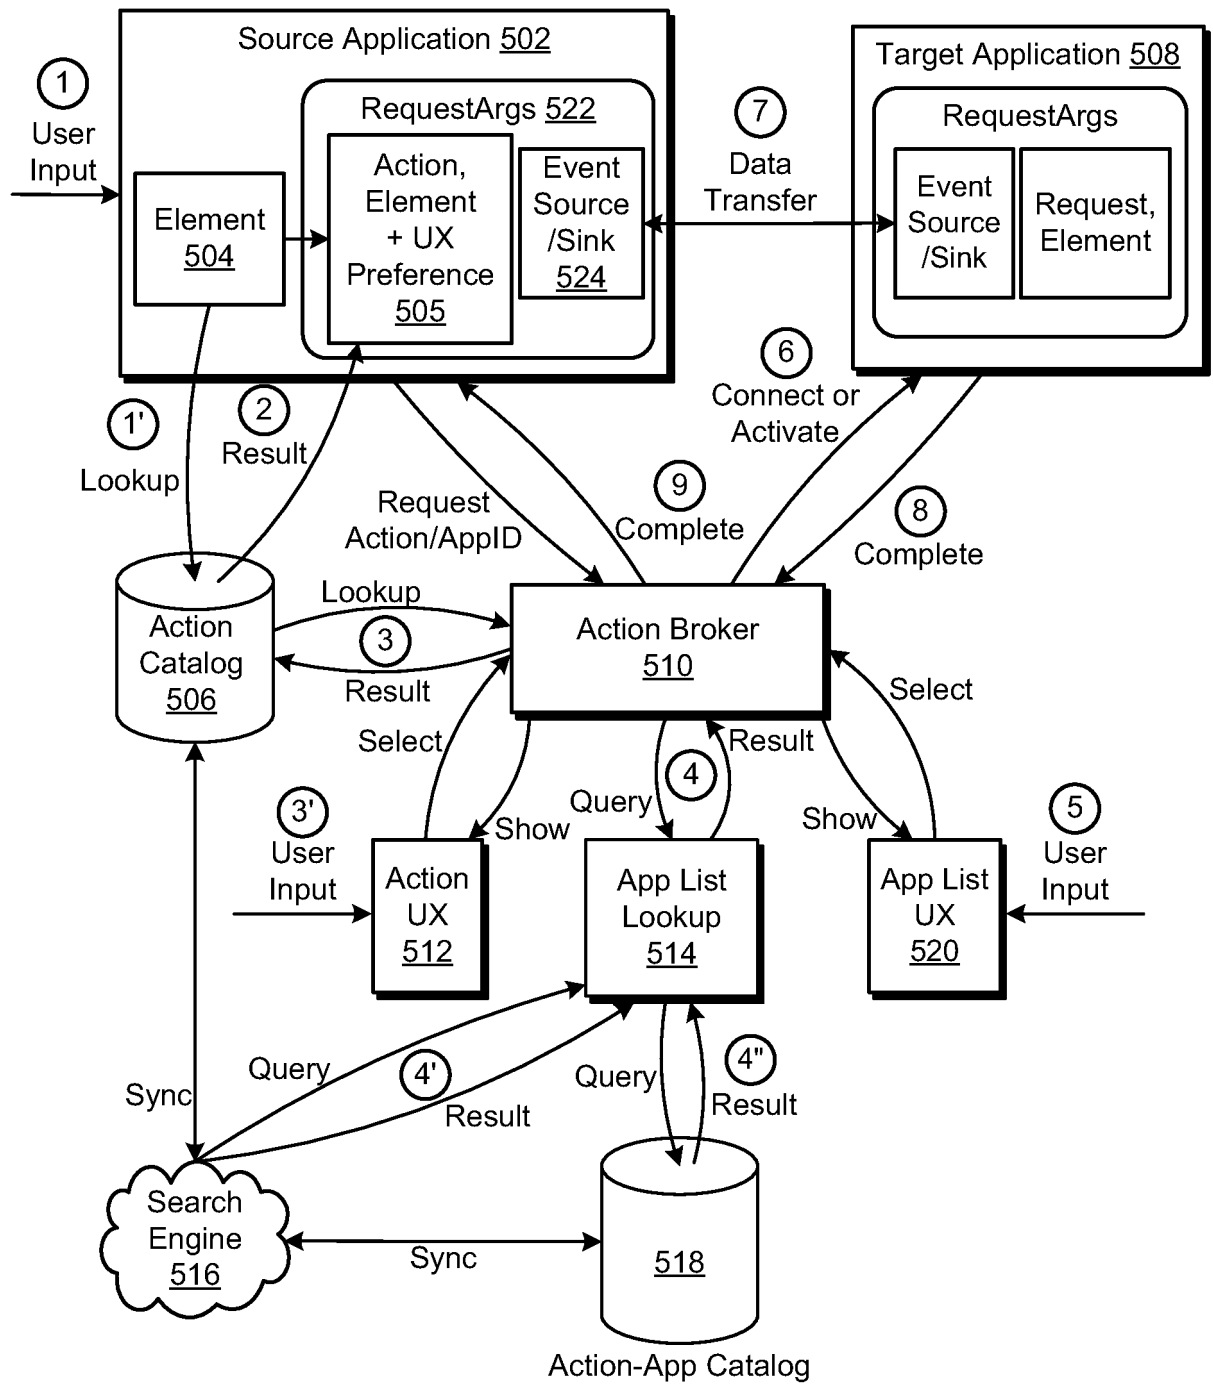 Source Application 502
Target Application 508
1
User
Input
RequestArgs 522
Element
504
Action,
Element
+ UX
Preference
505
Event
Source
/Sink
524
7
Data
Transfer
RequestArgs
Event
Source
/Sink
Request,
Element
1'
Lookup
2
Result
Request
Action/AppID
9
Complete
6
Connect or
Activate
8
Complete
Action
Catalog
506
Lookup
3
Result
Action Broker
510
Select
Show
Query
4
Result
Show
Select
3'
User
Input
Action
UX
512
App List
Lookup
514
App List
UX
520
5
User
Input
Sync
Query
4'
Result
Query
4"
Result
Search
Engine
516
Sync
518
Action-App Catalog